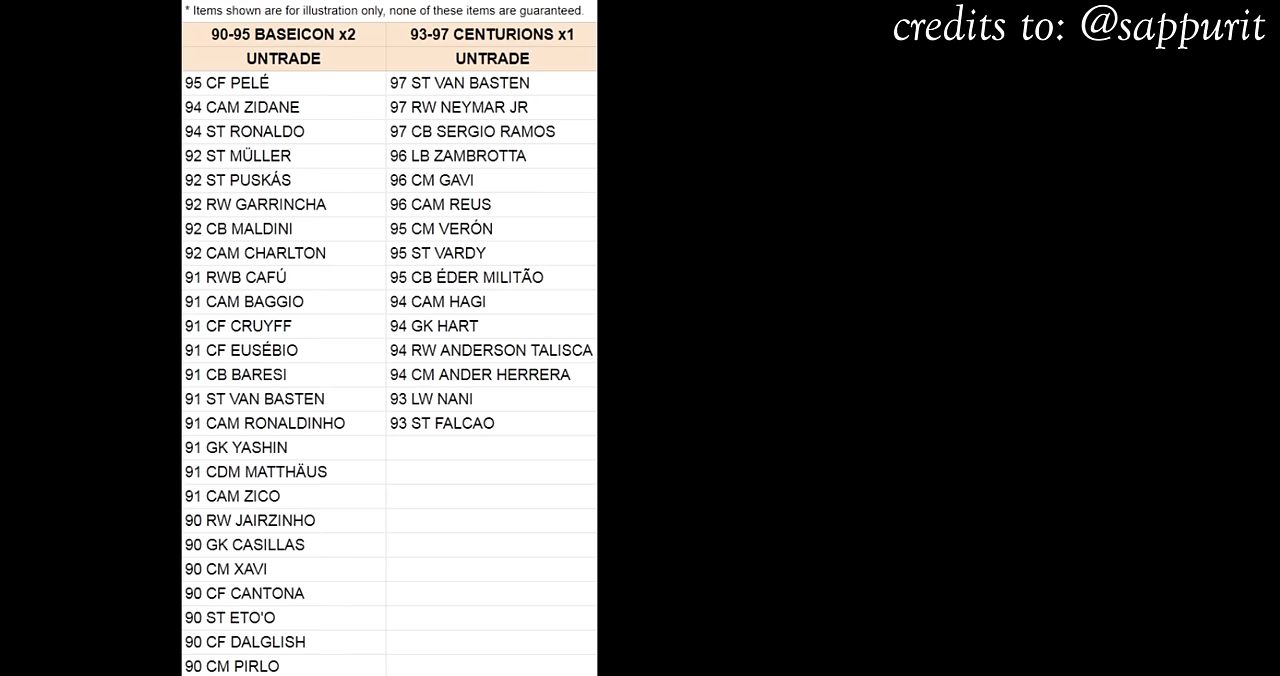 * Items shown are for illustration only, none of these items are guaranteed.
credits to: @sappurit
90-95 BASEICON x2 93-97 CENTURIONS x1
UNTRADE UNTRADE
95 CF PELÉ 97 ST VAN BASTEN
94 CAM ZIDANE 97 RW NEYMAR JR
94 ST RONALDO 97 CB SERGIO RAMOS
92 ST MÜLLER 96 LB ZAMBROTTA
92 ST PUSKÁS 96 CM GAVI
92 RW GARRINCHA 96 CAM REUS
92 CB MALDINI 95 CM VERÓN
92 CAM CHARLTON 95 ST VARDY
91 RWB CAFÚ 95 CB ÉDER MILITÃO
91 CAM BAGGIO 94 CAM HAGI
91 CF CRUYFF 94 GK HART
91 CF EUSÉBIO 94 RW ANDERSON TALISCA
91 CB BARESI 94 CM ANDER HERRERA
91 ST VAN BASTEN 93 LW NANI
91 CAM RONALDINHO 93 ST FALCAO
91 GK YASHIN
91 CDM MATTHÄUS
91 CAM ZICO
90 RW JAIRZINHO
90 GK CASILLAS
90 CM XAVI
90 CF CANTONA
90 ST ETO'O
90 CF DALGLISH
90 CM PIRLO